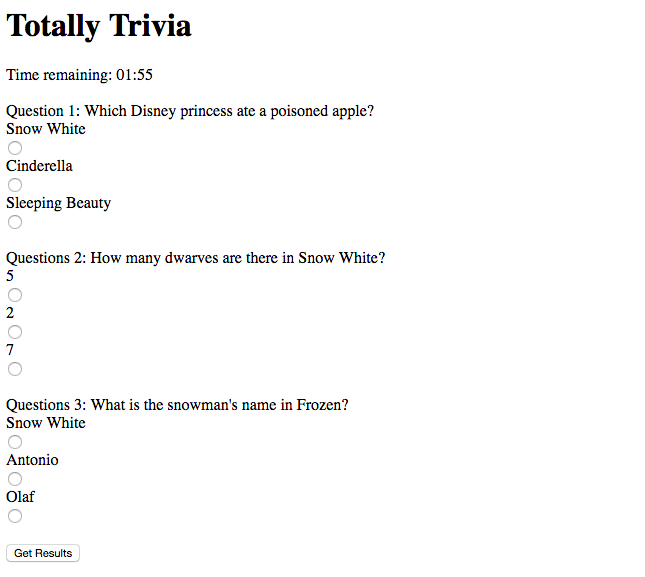 Totally Trivia
Time remaining: 01:55
Question 1: Which Disney princess ate a poisoned apple?
Snow White
Cinderella
Sleeping Beauty
Questions 2: How many dwarves are there in Snow White?
5
2
7
Questions 3: What is the snowman's name in Frozen?
Snow White
Antonio
Olaf
Get Results